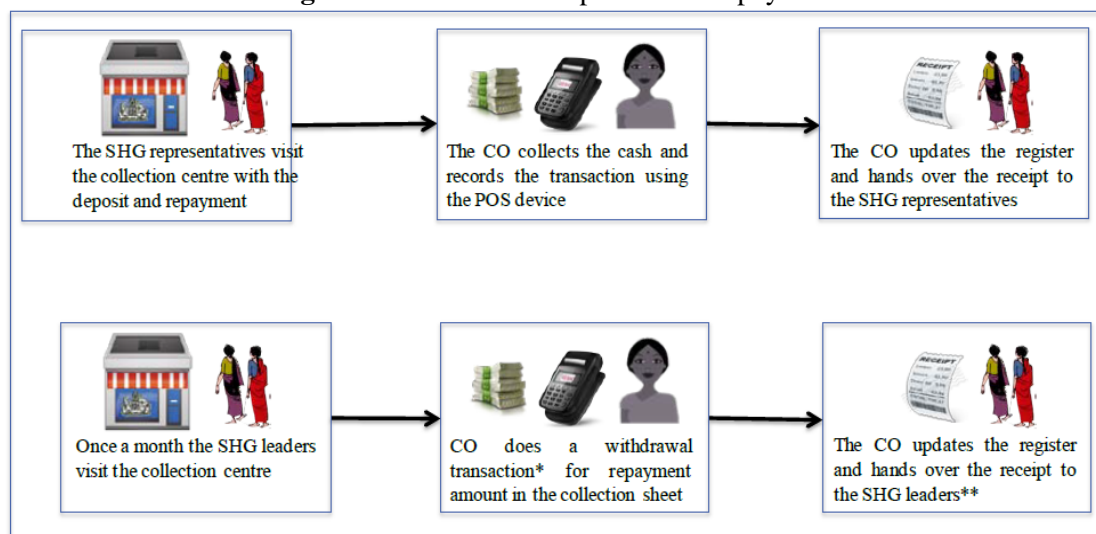 The SHG representatives visit
the collection centre with the
deposit and repayment
The CO collects the cash and
records the transaction using
the POS device
RECEIPT
The CO updates the register
and hands over the receipt to
the SHG representatives
Once a month the SHG leaders
visit the collection centre
CO does a withdrawal
transaction* for repayment
amount in the collection sheet
RECEIPT
The CO updates the register
and hands over the receipt to
the SHG leaders**